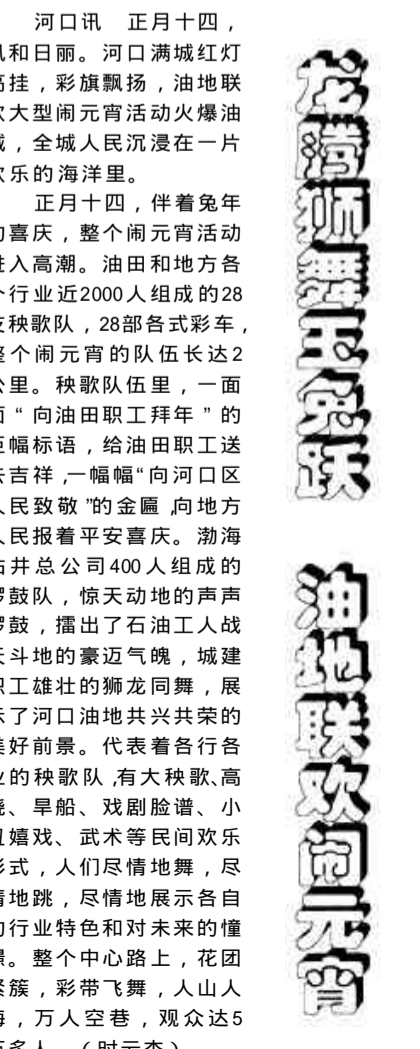 龙腾狮舞玉兔跃
油地联欢闹元宵
河口讯 正月十四，
和日丽。河口满城红灯
高挂，彩旗飘扬，油地联
欢大型闹元宵活动火爆油
城，全城人民沉浸在一片
欢乐的海洋里。
正月十四，伴着兔年
的喜庆，整个闹元宵活动
进入高潮。油田和地方各
个行业近2000人组成的28
支秧歌队，28部各式彩车，
整个闹元宵的队伍长达2
公里。秧歌队伍里，一面
面“向油田职工拜年”的
巨幅标语，给油田职工送
去吉祥，一幅幅“向河口区
人民致敬”的金匾，向地方
人民报着平安喜庆。渤海
钻井总公司400人组成的
锣鼓队，惊天动地的声声
锣鼓，擂出了石油工人战
天斗地的豪迈气魄，城建
职工雄壮的狮龙同舞，展
示了河口油地共兴共荣的
美好前景。代表着各行各
业的秧歌队，有大秧歌、高
跷、旱船、戏剧脸谱、小
丑嬉戏、武术等民间欢乐
形式，人们尽情地舞，尽
情地跳，尽情地展示各自
的行业特色和对未来的憧
憬。整个中心路上，花团
紧簇，彩带飞舞，人山人
海，万人空巷，观众达5
万多人。